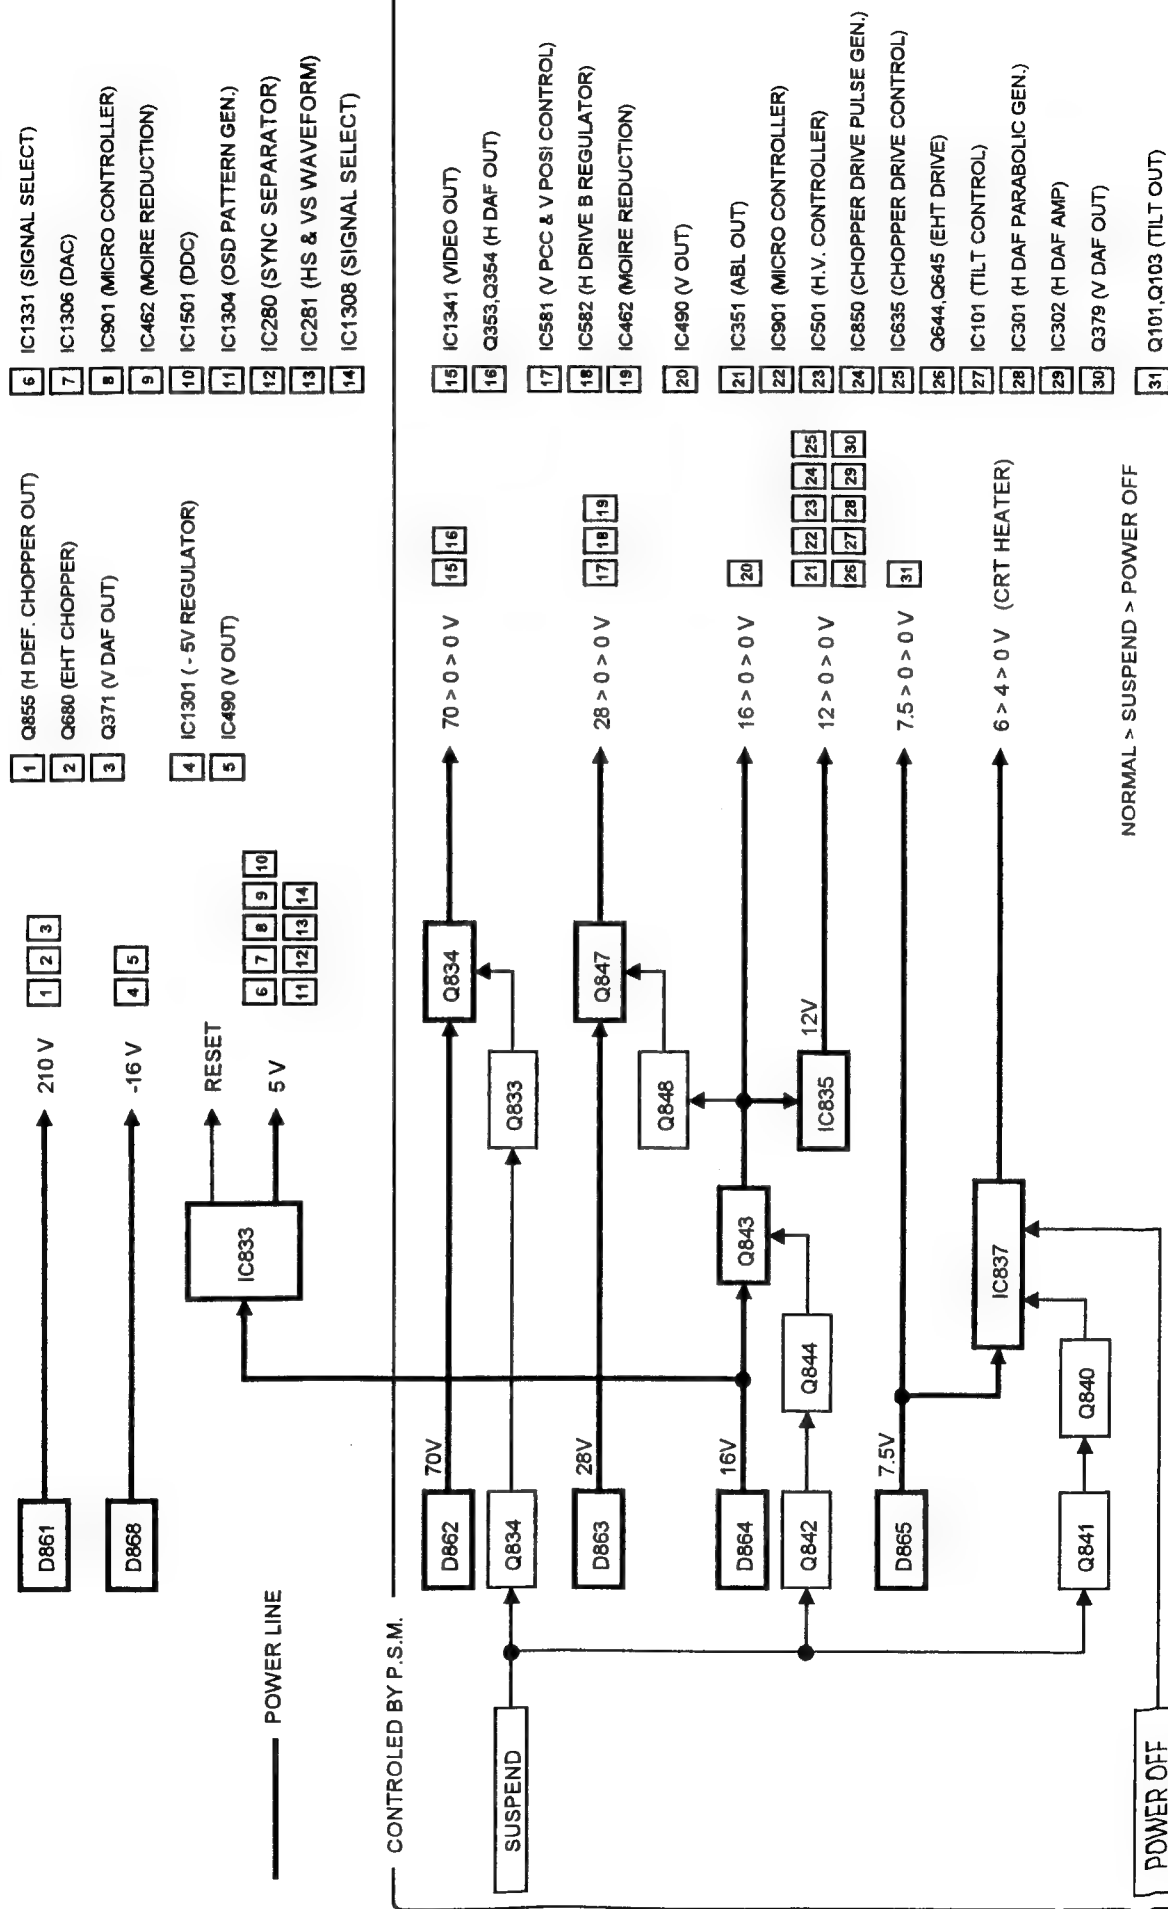 D861
210 V
1 2 3
D868
-16 V
4 5
IC833
RESET
5 V
6 7 8 9 10
11 12 13 14
POWER LINE
1 Q855 (H DEF. CHOPPER OUT)
2 Q680 (EHT CHOPPER)
3 Q371 (V DAF OUT)
4 IC1301 ( - 5V REGULATOR)
5 IC490 (V OUT)
6 IC1331 (SIGNAL SELECT)
7 IC1306 (DAC)
8 IC901 (MICRO CONTROLLER)
9 IC462 (MOIRE REDUCTION)
10 IC1501 (DDC)
11 IC1304 (OSD PATTERN GEN.)
12 IC280 (SYNC SEPARATOR)
13 IC281 (HS & VS WAVEFORM)
14 IC1308 (SIGNAL SELECT)
CONTROLED BY P.S.M.
SUSPEND
D862
70V
Q834
70 > 0 > 0 V
15 16
Q834
Q833
D863
28V
Q847
28 > 0 > 0 V
17 18 19
Q848
D864
16V
Q843
16 > 0 > 0 V
20
Q842
Q844
IC835
12V
12 > 0 > 0 V
21 22 23 24 25
26 27 28 29 30
D865
7.5V
7.5 > 0 > 0 V
31
IC837
6 > 4 > 0 V (CRT HEATER)
Q841
Q840
POWER OFF
NORMAL > SUSPEND > POWER OFF
15 IC1341 (VIDEO OUT)
16 Q353,Q354 (H DAF OUT)
17 IC581 (V PCC & V POSI CONTROL)
18 IC582 (H DRIVE B REGULATOR)
19 IC462 (MOIRE REDUCTION)
20 IC490 (V OUT)
21 IC351 (ABL OUT)
22 IC901 (MICRO CONTROLLER)
23 IC501 (H.V. CONTROLLER)
24 IC850 (CHOPPER DRIVE PULSE GEN.)
25 IC635 (CHOPPER DRIVE CONTROL)
26 Q644,Q645 (EHT DRIVE)
27 IC101 (TILT CONTROL)
28 IC301 (H DAF PARABOLIC GEN.)
29 IC302 (H DAF AMP)
30 Q379 (V DAF OUT)
31 Q101,Q103 (TILT OUT)